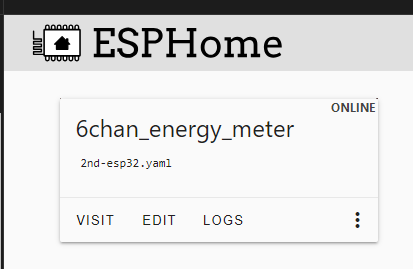 ESPHome
ONLINE
6chan_energy_meter
2nd-esp32.yaml
VISIT EDIT LOGS